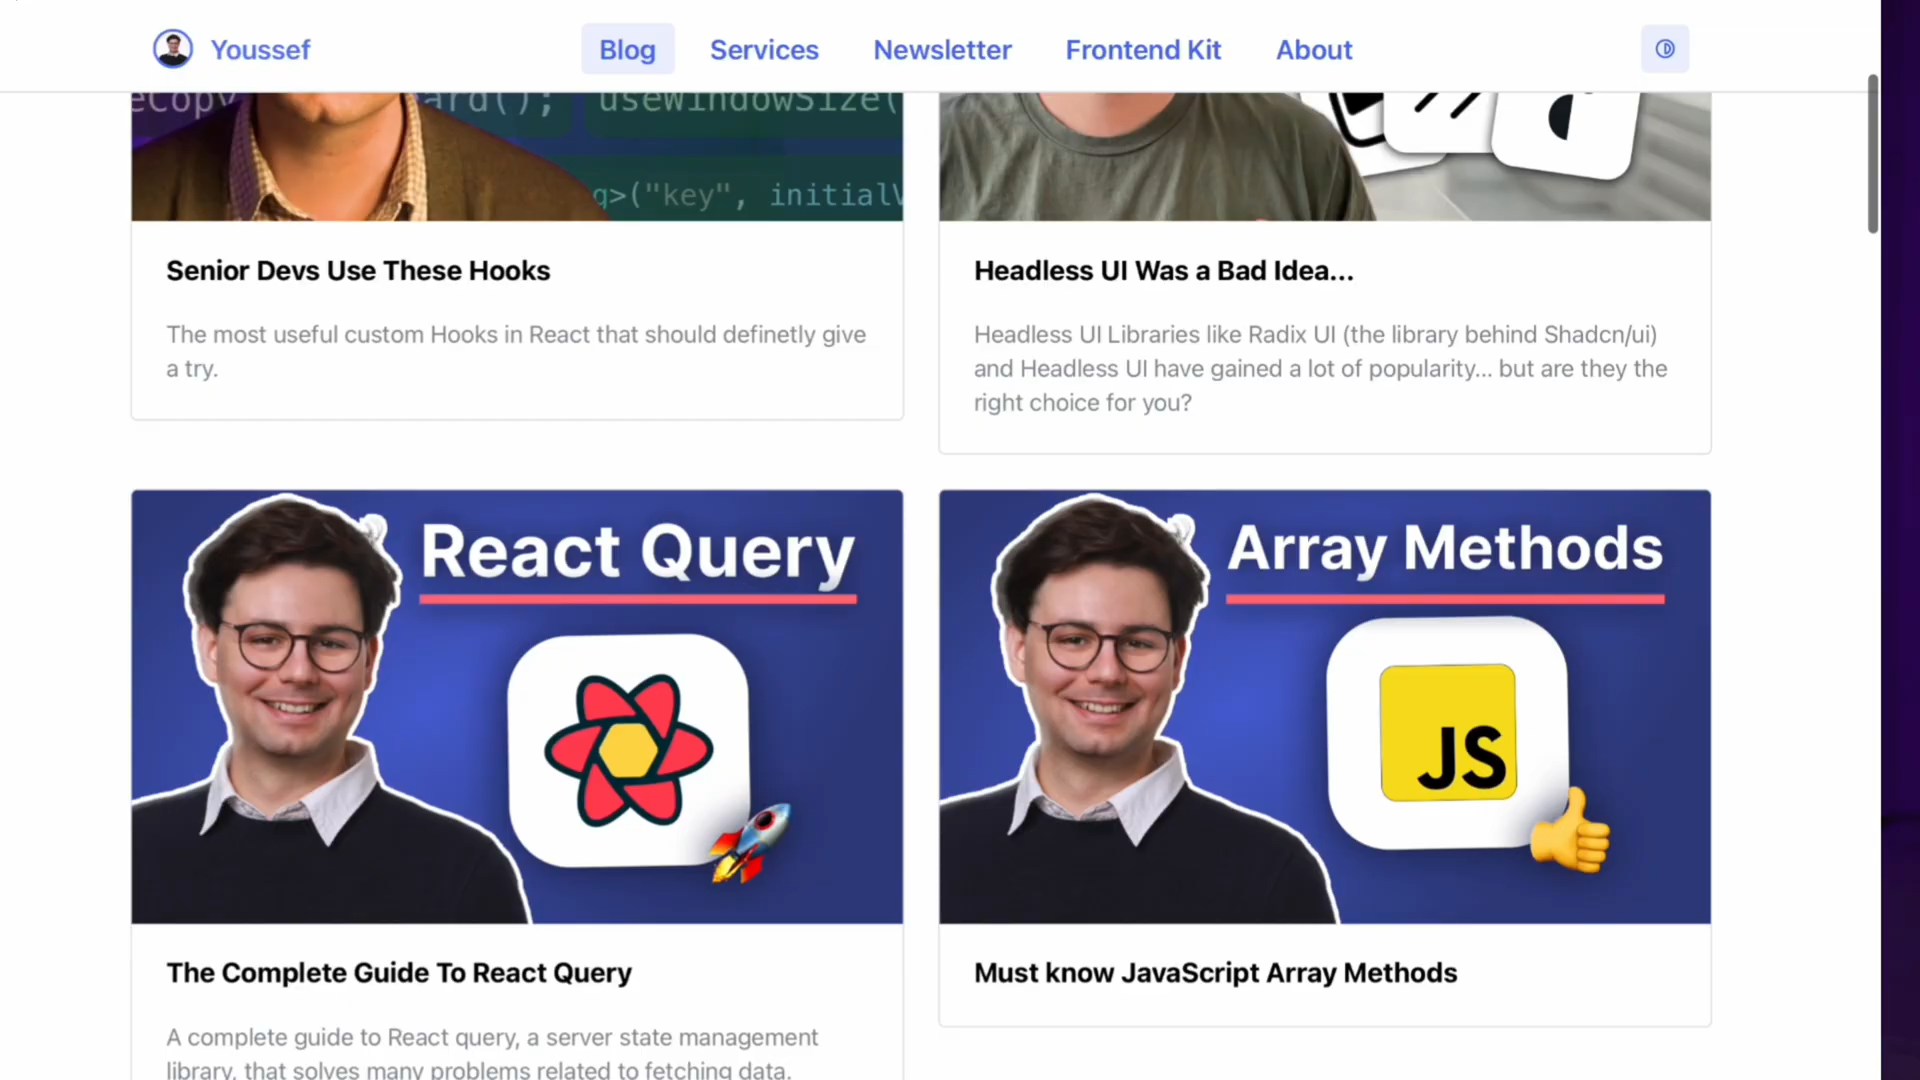 Youssef
Blog
Services
Newsletter
Frontend Kit
About
useWindowSize(
>("key", initial
Senior Devs Use These Hooks
The most useful custom Hooks in React that should definetly give
a try.
Headless UI Was a Bad Idea...
Headless UI Libraries like Radix UI (the library behind Shadcn/ui)
and Headless UI have gained a lot of popularity... but are they the
right choice for you?
React Query
Array Methods
JS
The Complete Guide To React Query
A complete guide to React query, a server state management
library, that solves many problems related to fetching data.
Must know JavaScript Array Methods